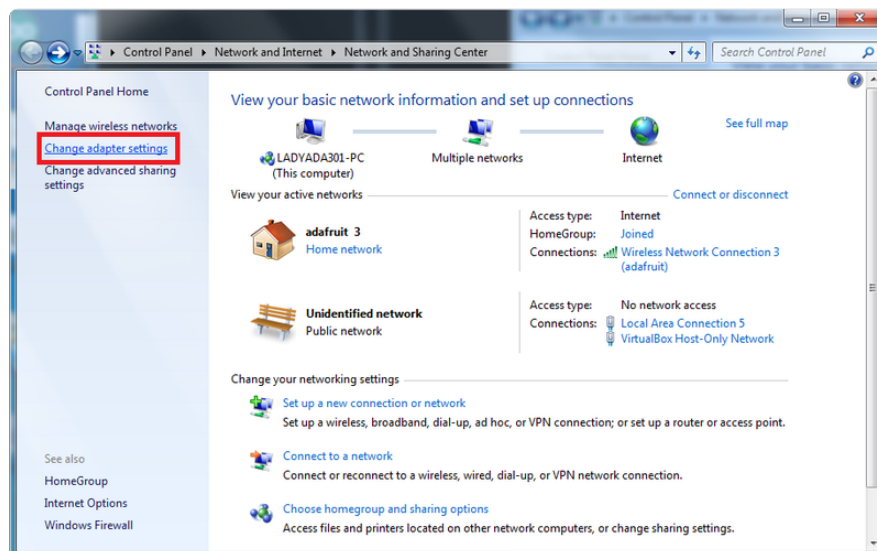 Control Panel ▸ Network and Internet ▸ Network and Sharing Center
Search Control Panel
Control Panel Home
Manage wireless networks
Change adapter settings
Change advanced sharing
settings
See also
HomeGroup
Internet Options
Windows Firewall
View your basic network information and set up connections
See full map
LADYADA301-PC
(This computer)
Multiple networks
Internet
View your active networks
Connect or disconnect
adafruit 3
Home network
Access type: Internet
HomeGroup: Joined
Connections: Wireless Network Connection 3
(adafruit)
Unidentified network
Public network
Access type: No network access
Connections: Local Area Connection 5
VirtualBox Host-Only Network
Change your networking settings
Set up a new connection or network
Set up a wireless, broadband, dial-up, ad hoc, or VPN connection; or set up a router or access point.
Connect to a network
Connect or reconnect to a wireless, wired, dial-up, or VPN network connection.
Choose homegroup and sharing options
Access files and printers located on other network computers, or change sharing settings.